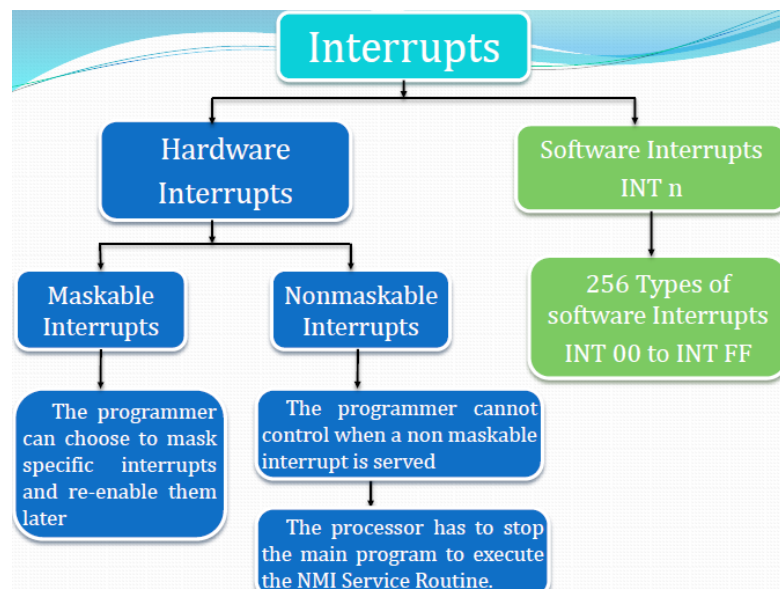 Interrupts
Hardware
Interrupts
Software Interrupts
INT n
Maskable
Interrupts
Nonmaskable
Interrupts
256 Types of
software Interrupts
INT 00 to INT FF
The programmer
can choose to mask
specific interrupts
and re-enable them
later
The programmer cannot
control when a non maskable
interrupt is served
The processor has to stop
the main program to execute
the NMI Service Routine.